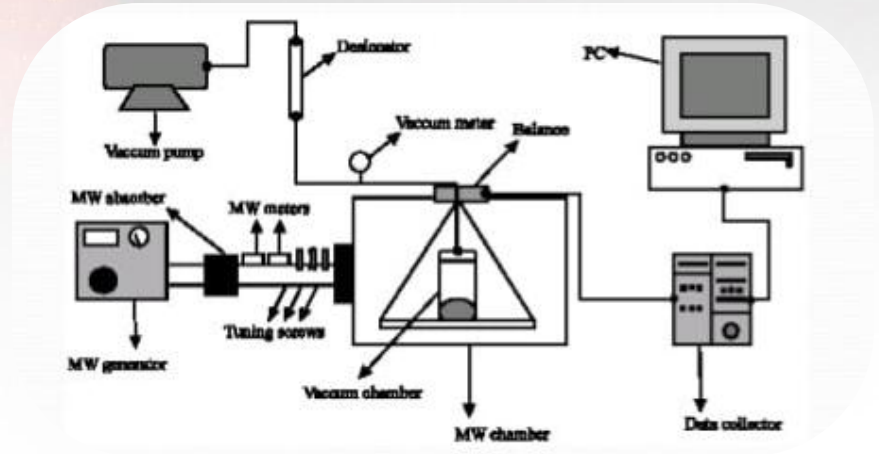 Desiccator
PC
Vaccum meter
Balance
Vaccum pump
MW absorber
MW meters
Tuning screws
MW generator
Vaccum chamber
MW chamber
Data collector